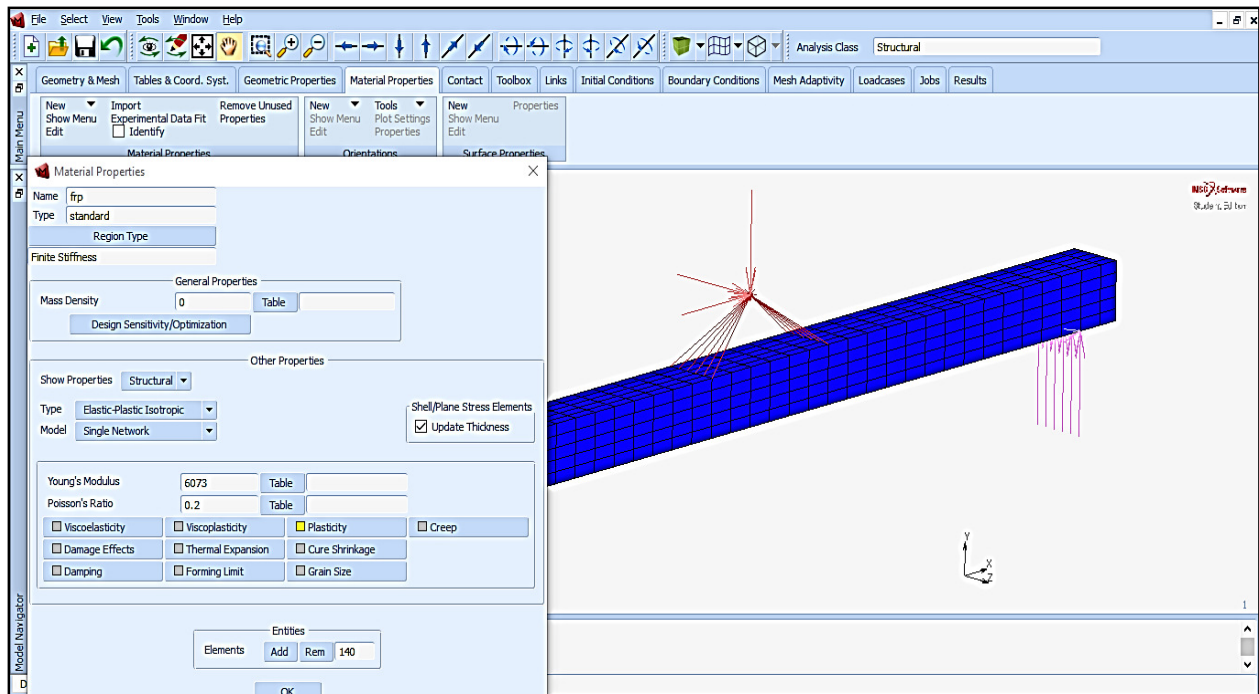 File Select View Tools Window Help
Analysis Class Structural
Geometry & Mesh Tables & Coord. Syst. Geometric Properties Material Properties Contact Toolbox Links Initial Conditions Boundary Conditions Mesh Adaptivity Loadcases Jobs Results
Main Menu
New Import Remove Unused New Tools New Properties
Show Menu Experimental Data Fit Properties Show Menu Plot Settings Show Menu
Edit Identify Edit Properties Edit
Material Properties Orientations Surface Properties
Material Properties
Name frp
Type standard
Region Type
Finite Stiffness
General Properties
Mass Density 0 Table
Design Sensitivity/Optimization
Other Properties
Show Properties Structural
Type Elastic-Plastic Isotropic
Shell/Plane Stress Elements
Model Single Network
Update Thickness
Young's Modulus 6073 Table
Poisson's Ratio 0.2 Table
Viscoelasticity Viscoplasticity Plasticity Creep
Damage Effects Thermal Expansion Cure Shrinkage
Damping Forming Limit Grain Size
Entities
Elements Add Rem 140
OK
Model Navigator
D
MSC Software
Student Edition
Y
X
Z
1